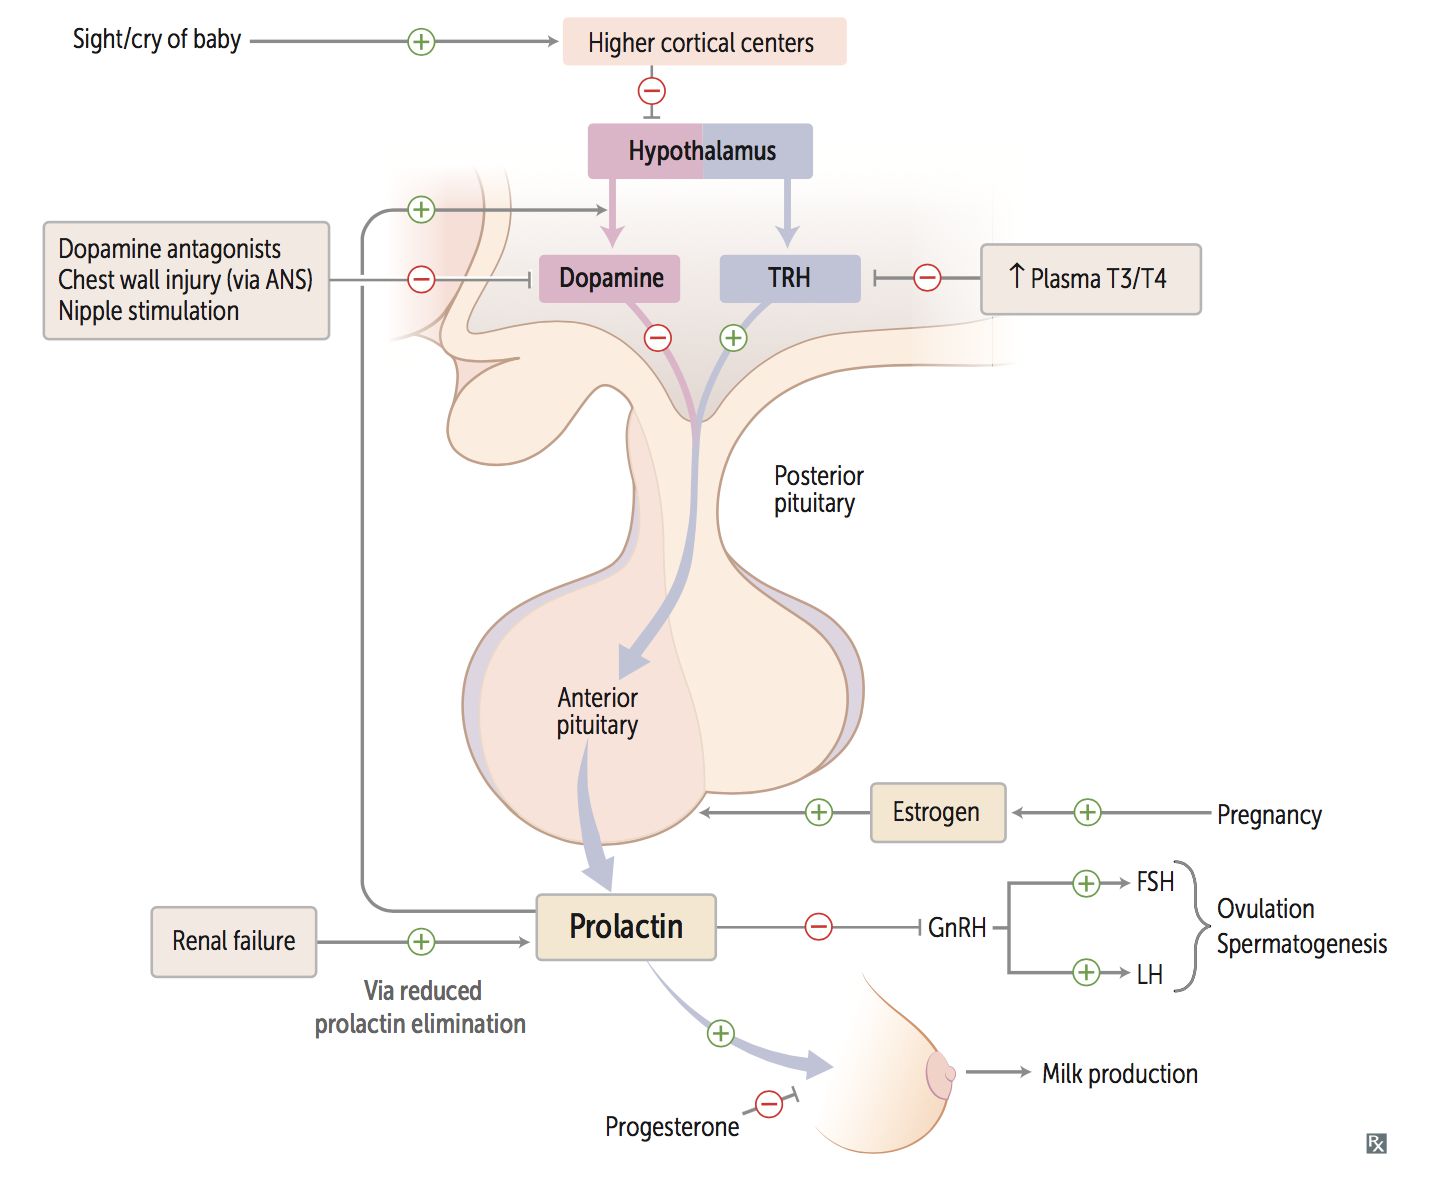 Sight/cry of baby
+
Higher cortical centers
−
Hypothalamus
+
Dopamine antagonists
Chest wall injury (via ANS)
Nipple stimulation
−
Dopamine
TRH
−
↑ Plasma T3/T4
−
+
Posterior
pituitary
Anterior
pituitary
+
Estrogen
+
Pregnancy
Renal failure
+
Via reduced
prolactin elimination
Prolactin
−
GnRH
+
FSH
+
LH
Ovulation
Spermatogenesis
+
Progesterone
−
Milk production
Rx